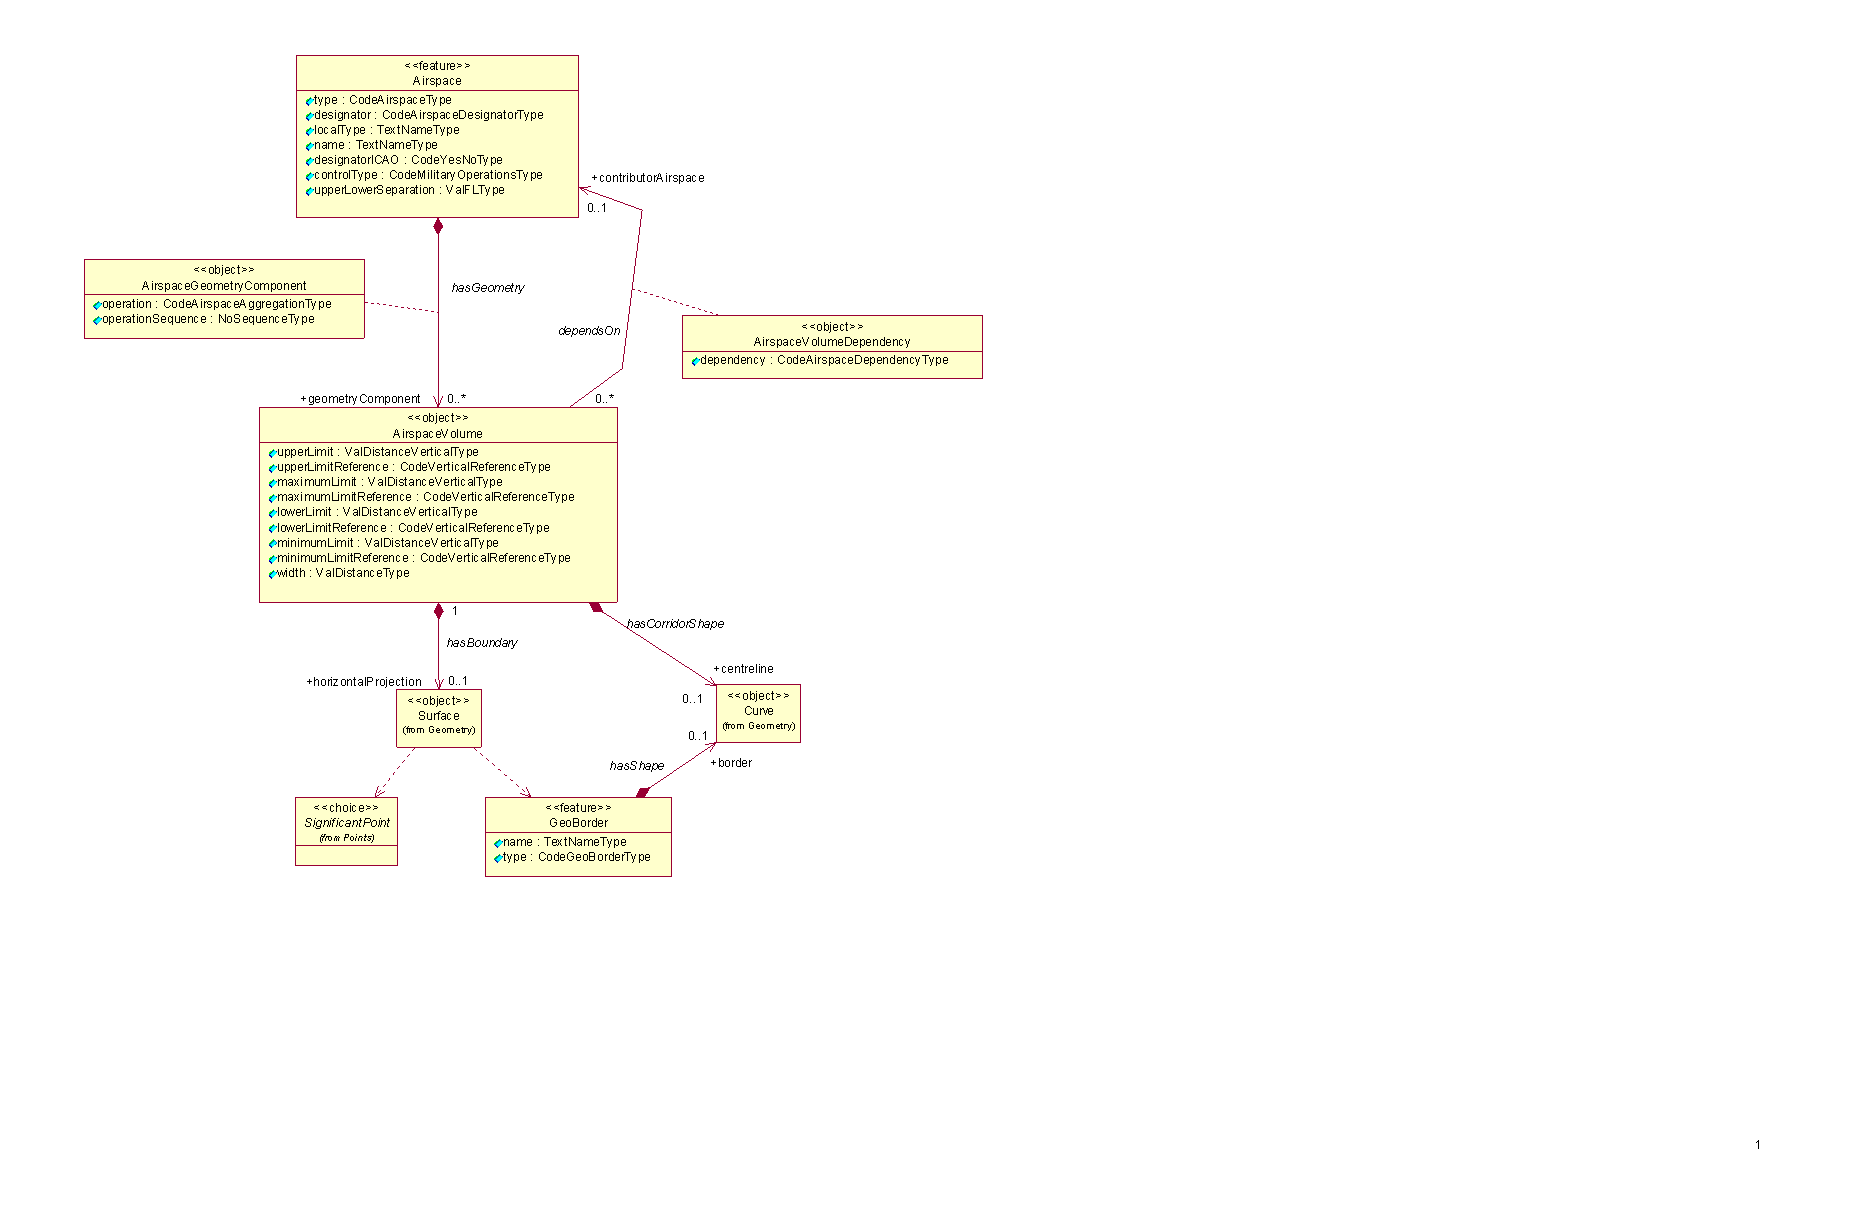 <<feature>>
Airspace
type : CodeAirspaceType
designator : CodeAirspaceDesignatorType
localType : TextNameType
name : TextNameType
designatorICAO : CodeYesNoType
controlType : CodeMilitaryOperationsType
upperLowerSeparation : ValFLType
+contributorAirspace
0..1
<<object>>
AirspaceGeometryComponent
operation : CodeAirspaceAggregationType
operationSequence : NoSequenceType
hasGeometry
dependsOn
<<object>>
AirspaceVolumeDependency
dependency : CodeAirspaceDependencyType
+geometryComponent
0..*
0..*
<<object>>
AirspaceVolume
upperLimit : ValDistanceVerticalType
upperLimitReference : CodeVerticalReferenceType
maximumLimit : ValDistanceVerticalType
maximumLimitReference : CodeVerticalReferenceType
lowerLimit : ValDistanceVerticalType
lowerLimitReference : CodeVerticalReferenceType
minimumLimit : ValDistanceVerticalType
minimumLimitReference : CodeVerticalReferenceType
width : ValDistanceType
1
hasCorridorShape
hasBoundary
+centreline
+horizontalProjection
0..1
0..1
<<object>>
Surface
(from Geometry)
<<object>>
Curve
(from Geometry)
0..1
hasShape
+border
<<choice>>
SignificantPoint
(from Points)
<<feature>>
GeoBorder
name : TextNameType
type : CodeGeoBorderType
1